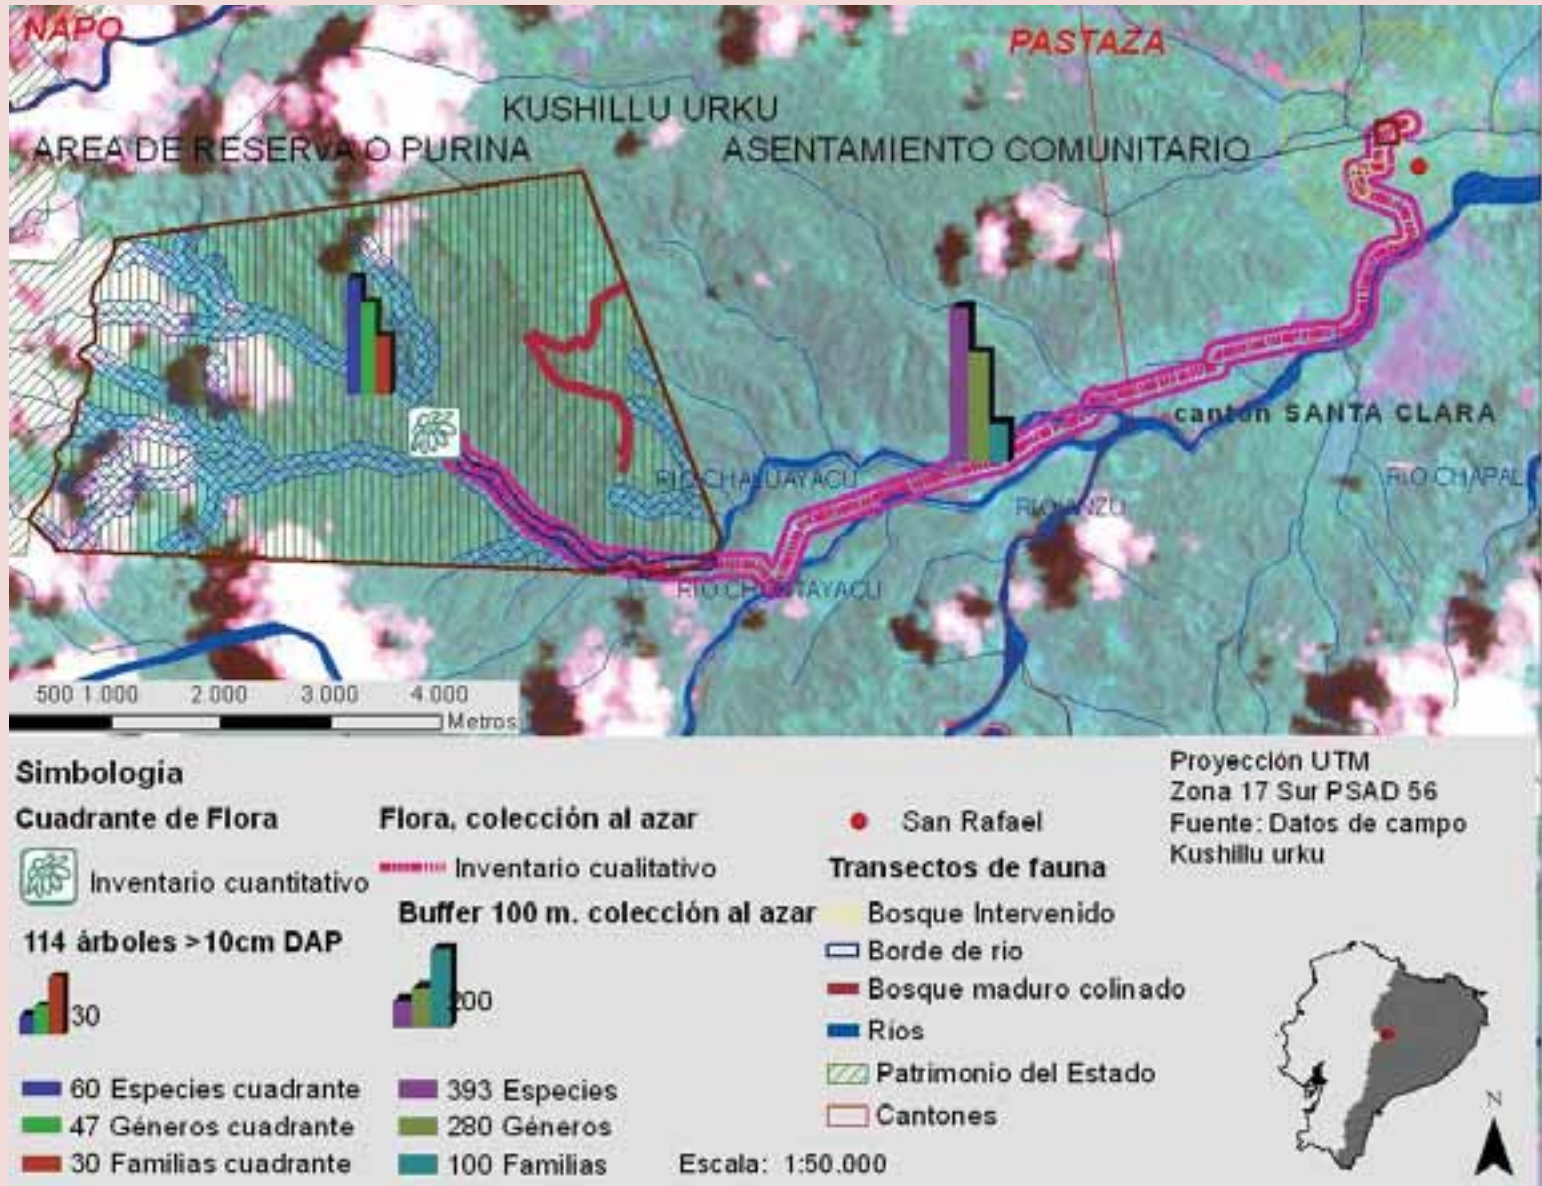 NAPO
PASTAZA
KUSHILLU URKU
AREA DE RESERVA O PURINA
ASENTAMIENTO COMUNITARIO
cantón SANTA CLARA
RIO CHALUAYACU
RIO CHAPAL
RIO ANZU
RIO CHONTAYACU
500 1.000 2 000 3.000 4 000
Metros
Simbologia
Cuadrante de Flora
Inventario cuantitativo
114 árboles >10cm DAP
30
60 Especies cuadrante
47 Géneros cuadrante
30 Familias cuadrante
Flora, colección al azar
Inventario cualitativo
Buffer 100 m. colección al azar
200
393 Especies
280 Géneros
100 Familias
Escala: 1:50.000
San Rafael
Transectos de fauna
Bosque Intervenido
Borde de rio
Bosque maduro colinado
Rios
Patrimonio del Estado
Cantones
Proyección UTM
Zona 17 Sur PSAD 56
Fuente: Datos de campo
Kushillu urku
N